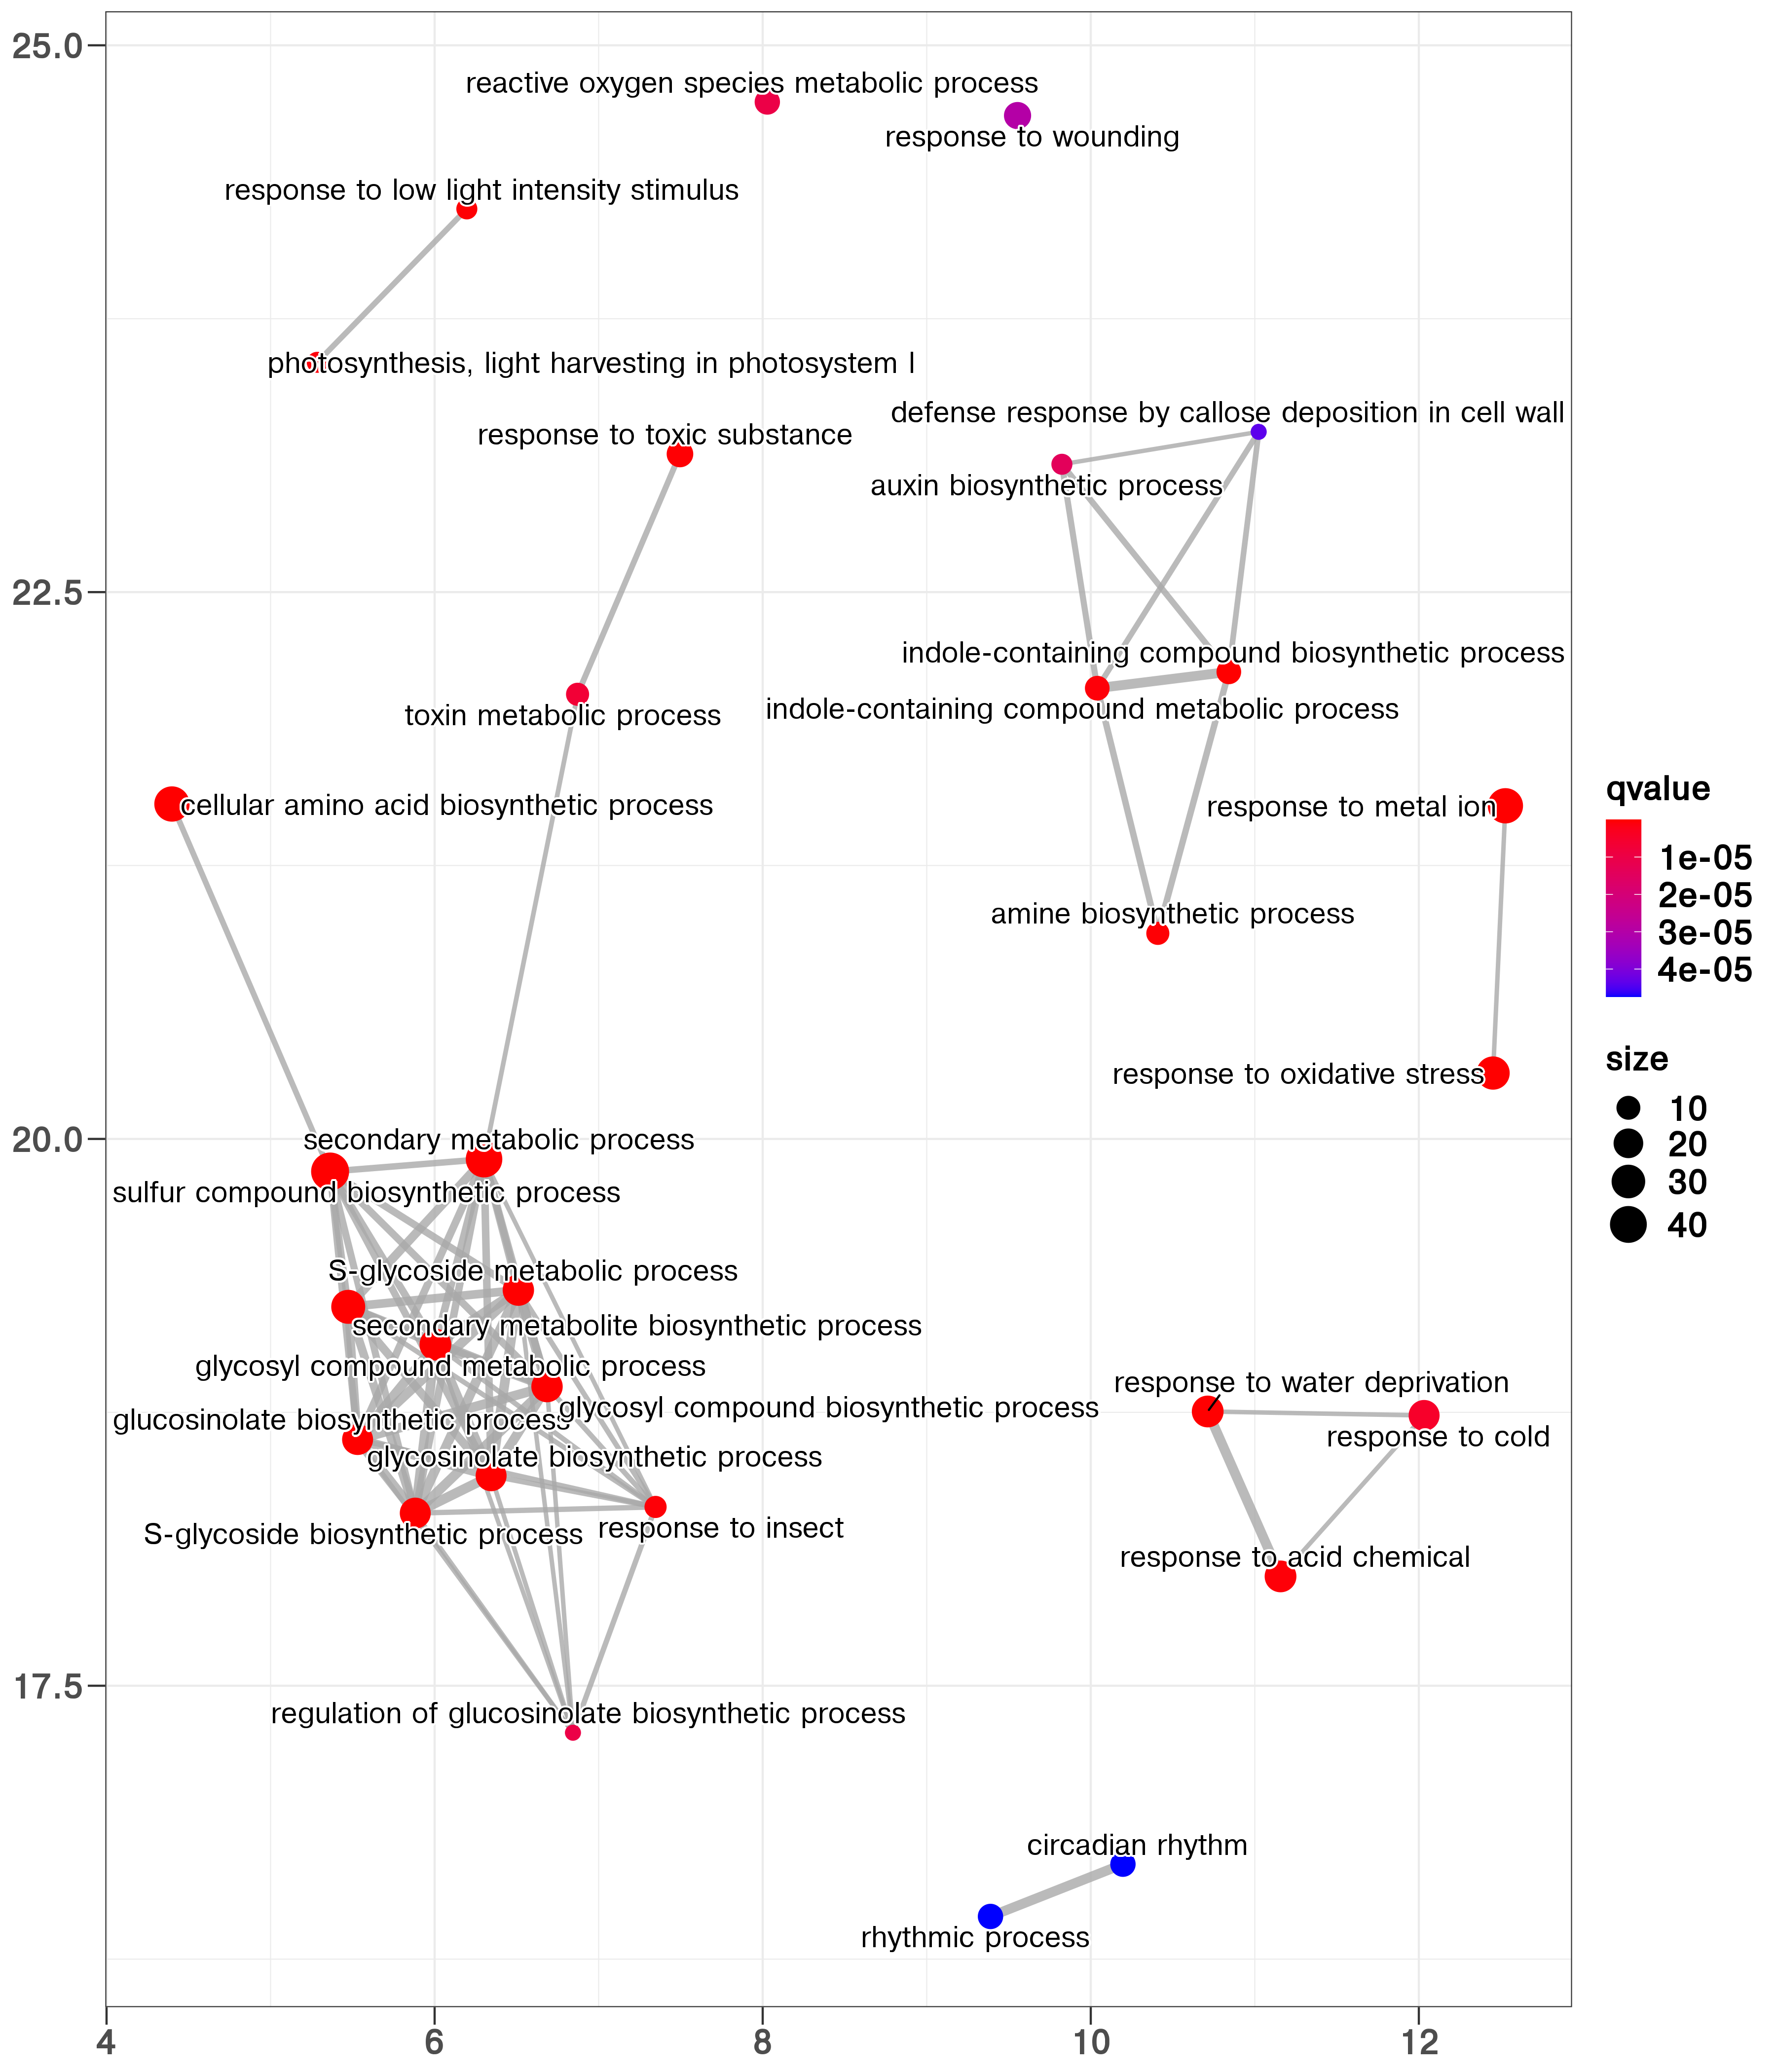 25.0
reactive oxygen species metabolic process
response to wounding
response to low light intensity stimulus
photosynthesis, light harvesting in photosystem I
defense response by callose deposition in cell wall
response to toxic substance
auxin biosynthetic process
22.5
indole-containing compound biosynthetic process
toxin metabolic process
indole-containing compound metabolic process
cellular amino acid biosynthetic process
response to metal ion
amine biosynthetic process
response to oxidative stress
20.0
secondary metabolic process
sulfur compound biosynthetic process
S-glycoside metabolic process
secondary metabolite biosynthetic process
glycosyl compound metabolic process
response to water deprivation
glycosyl compound biosynthetic process
glucosinolate biosynthetic process
response to cold
glycosinolate biosynthetic process
S-glycoside biosynthetic process
response to insect
response to acid chemical
17.5
regulation of glucosinolate biosynthetic process
circadian rhythm
rhythmic process
4
6
8
10
12
qvalue
1e-05
2e-05
3e-05
4e-05
size
10
20
30
40